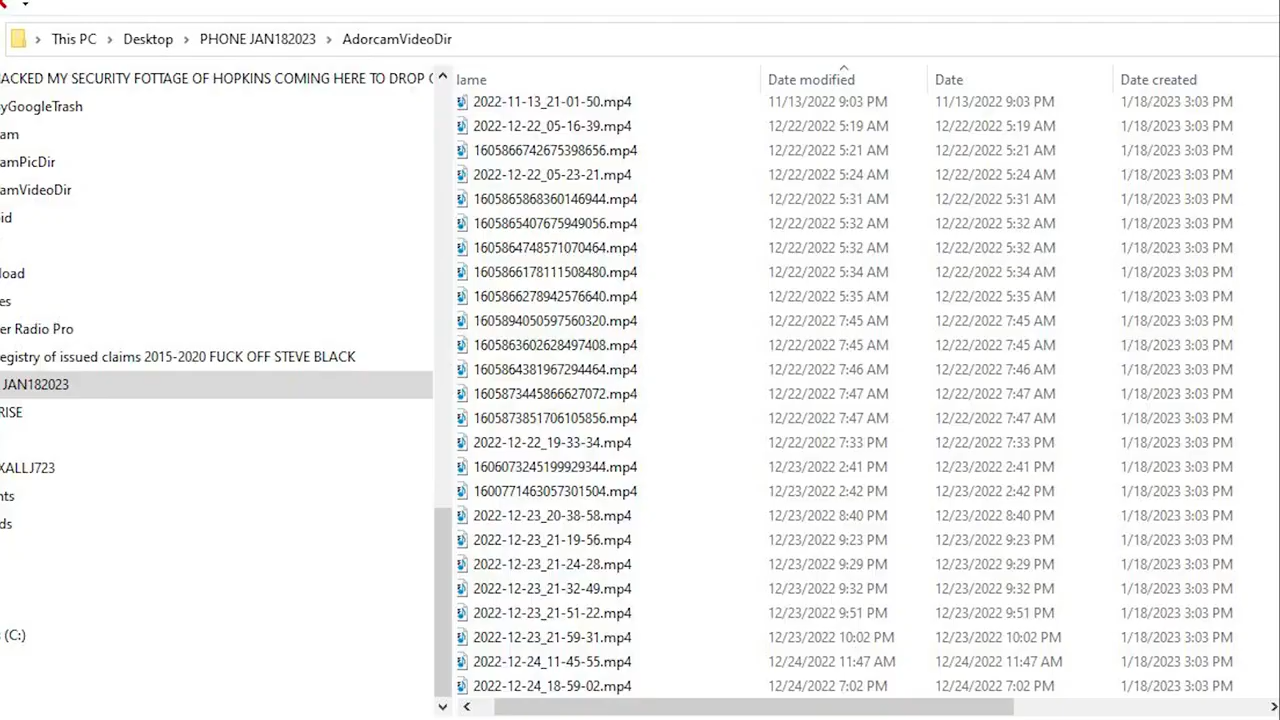 This PC > Desktop > PHONE JAN182023 > AdorcamVideoDir
ACKED MY SECURITY FOTTAGE OF HOPKINS COMING HERE TO DROP
yGoogleTrash
am
amPicDir
amVideoDir
id
load
es
er Radio Pro
egistry of issued claims 2015-2020 FUCK OFF STEVE BLACK
JAN182023
RISE
XALLJ723
nts
ds
(C:)
lame Date modified Date Date created
2022-11-13_21-01-50.mp4 11/13/2022 9:03 PM 11/13/2022 9:03 PM 1/18/2023 3:03 PM
2022-12-22_05-16-39.mp4 12/22/2022 5:19 AM 12/22/2022 5:19 AM 1/18/2023 3:03 PM
1605866742675398656.mp4 12/22/2022 5:21 AM 12/22/2022 5:21 AM 1/18/2023 3:03 PM
2022-12-22_05-23-21.mp4 12/22/2022 5:24 AM 12/22/2022 5:24 AM 1/18/2023 3:03 PM
1605865868360146944.mp4 12/22/2022 5:31 AM 12/22/2022 5:31 AM 1/18/2023 3:03 PM
1605865407675949056.mp4 12/22/2022 5:32 AM 12/22/2022 5:32 AM 1/18/2023 3:03 PM
1605864748571070464.mp4 12/22/2022 5:32 AM 12/22/2022 5:32 AM 1/18/2023 3:03 PM
1605866178111508480.mp4 12/22/2022 5:34 AM 12/22/2022 5:34 AM 1/18/2023 3:03 PM
1605866278942576640.mp4 12/22/2022 5:35 AM 12/22/2022 5:35 AM 1/18/2023 3:03 PM
1605894050597560320.mp4 12/22/2022 7:45 AM 12/22/2022 7:45 AM 1/18/2023 3:03 PM
1605863602628497408.mp4 12/22/2022 7:45 AM 12/22/2022 7:45 AM 1/18/2023 3:03 PM
1605864381967294464.mp4 12/22/2022 7:46 AM 12/22/2022 7:46 AM 1/18/2023 3:03 PM
1605873445866627072.mp4 12/22/2022 7:47 AM 12/22/2022 7:47 AM 1/18/2023 3:03 PM
1605873851706105856.mp4 12/22/2022 7:47 AM 12/22/2022 7:47 AM 1/18/2023 3:03 PM
2022-12-22_19-33-34.mp4 12/22/2022 7:33 PM 12/22/2022 7:33 PM 1/18/2023 3:03 PM
1606073245199929344.mp4 12/23/2022 2:41 PM 12/23/2022 2:41 PM 1/18/2023 3:03 PM
1600771463057301504.mp4 12/23/2022 2:42 PM 12/23/2022 2:42 PM 1/18/2023 3:03 PM
2022-12-23_20-38-58.mp4 12/23/2022 8:40 PM 12/23/2022 8:40 PM 1/18/2023 3:03 PM
2022-12-23_21-19-56.mp4 12/23/2022 9:23 PM 12/23/2022 9:23 PM 1/18/2023 3:03 PM
2022-12-23_21-24-28.mp4 12/23/2022 9:29 PM 12/23/2022 9:29 PM 1/18/2023 3:03 PM
2022-12-23_21-32-49.mp4 12/23/2022 9:32 PM 12/23/2022 9:32 PM 1/18/2023 3:03 PM
2022-12-23_21-51-22.mp4 12/23/2022 9:51 PM 12/23/2022 9:51 PM 1/18/2023 3:03 PM
2022-12-23_21-59-31.mp4 12/23/2022 10:02 PM 12/23/2022 10:02 PM 1/18/2023 3:03 PM
2022-12-24_11-45-55.mp4 12/24/2022 11:47 AM 12/24/2022 11:47 AM 1/18/2023 3:03 PM
2022-12-24_18-59-02.mp4 12/24/2022 7:02 PM 12/24/2022 7:02 PM 1/18/2023 3:03 PM